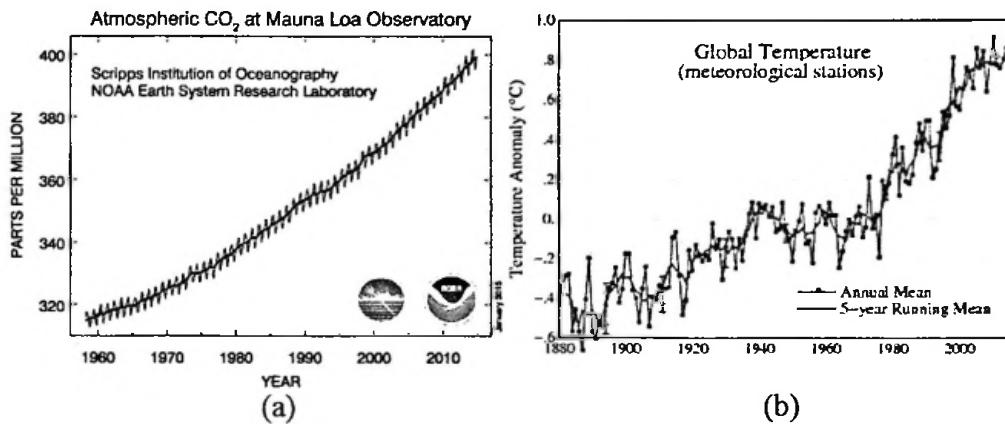 Atmospheric CO₂ at Mauna Loa Observatory
Scripps Institution of Oceanography
NOAA Earth System Research Laboratory
PARTS PER MILLION
400
380
360
340
320
1960
1970
1980
1990
2000
2010
YEAR
January 2015
(a)
Global Temperature
(meteorological stations)
Temperature Anomaly (°C)
1.0
.8
.6
.4
.2
0.
-.2
-.4
-.6
1880
1900
1920
1940
1960
1980
2000
Annual Mean
5-year Running Mean
(b)